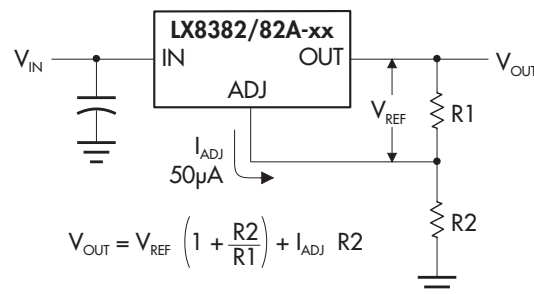 LX8382/82A-xx
V_IN
IN
OUT
V_OUT
ADJ
V_REF
R1
I_ADJ
50µA
R2
V_OUT = V_REF (1 + R2/R1) + I_ADJ R2